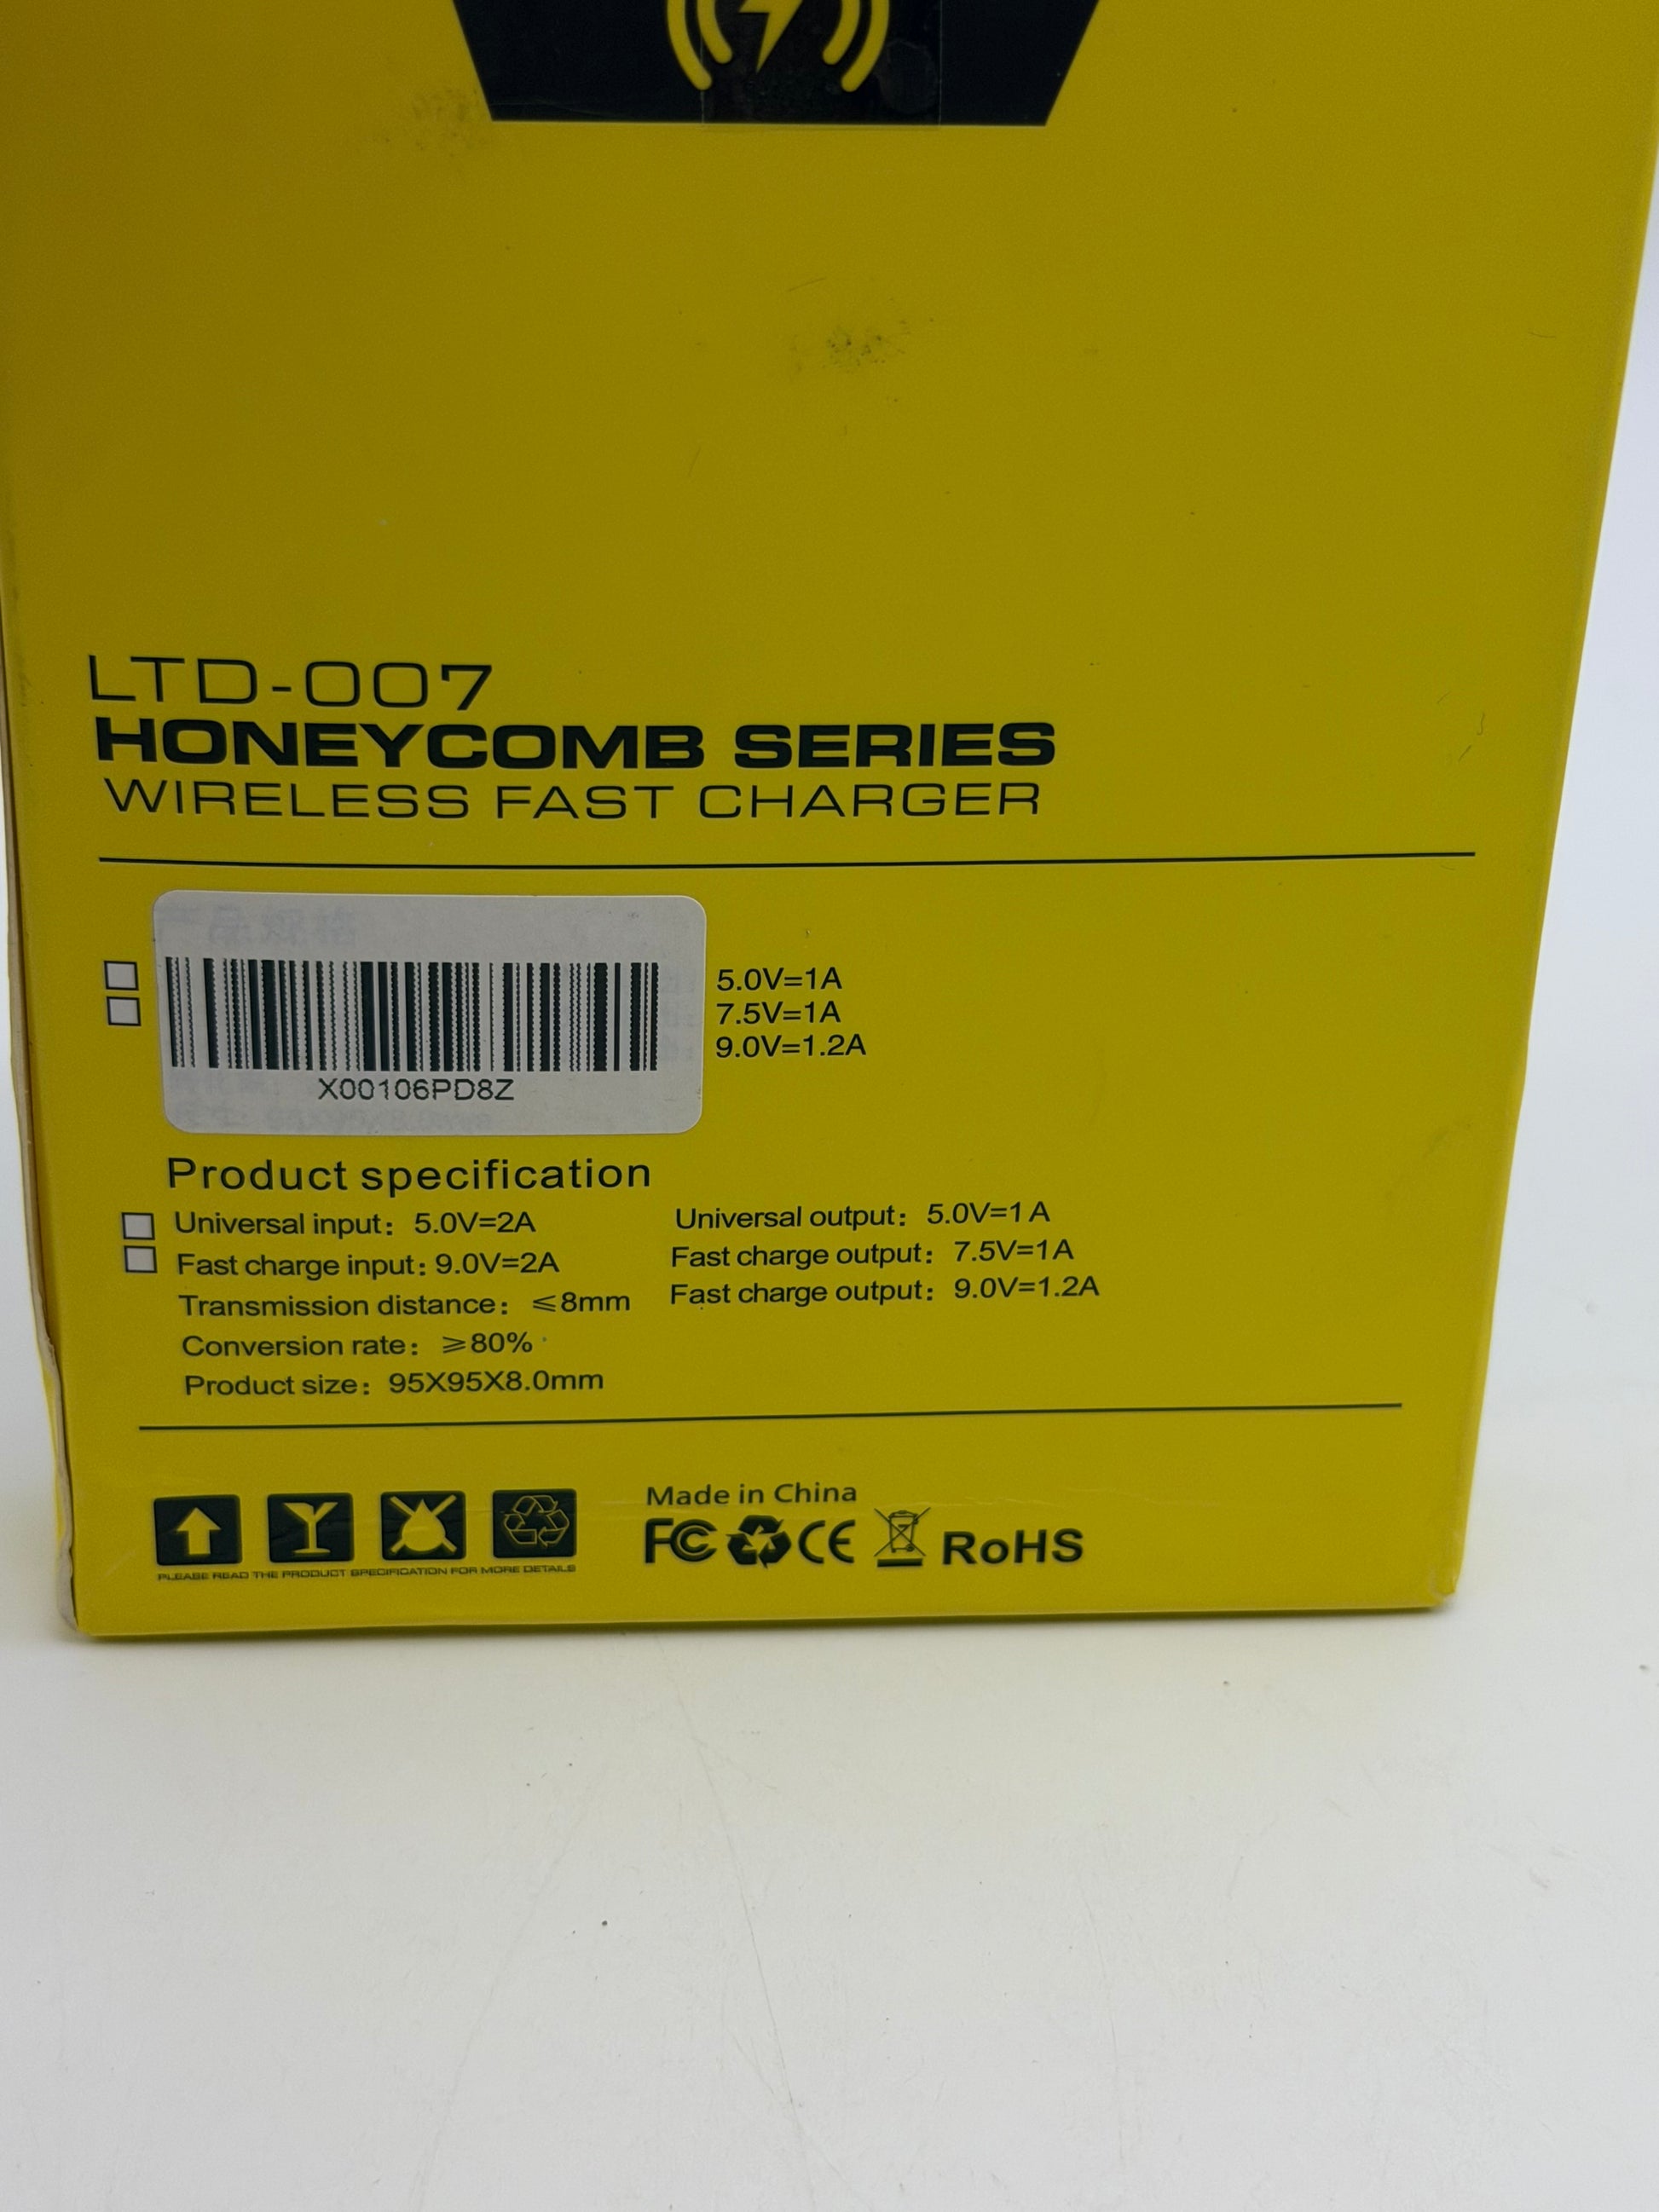 LTD-007
HONEYCOMB SERIES
WIRELESS FAST CHARGER
5.0V=1A
7.5V=1A
9.0V=1.2A
X00106PD8Z
Product specification
Universal input: 5.0V=2A
Universal output: 5.0V=1A
Fast charge input: 9.0V=2A
Fast charge output: 7.5V=1A
Transmission distance: ⩽8mm
Fast charge output: 9.0V=1.2A
Conversion rate: ⩾80%
Product size: 95X95X8.0mm
Made in China
FC CE RoHS
PLEASE READ THE PRODUCT SPECIFICATION FOR MORE DETAILS